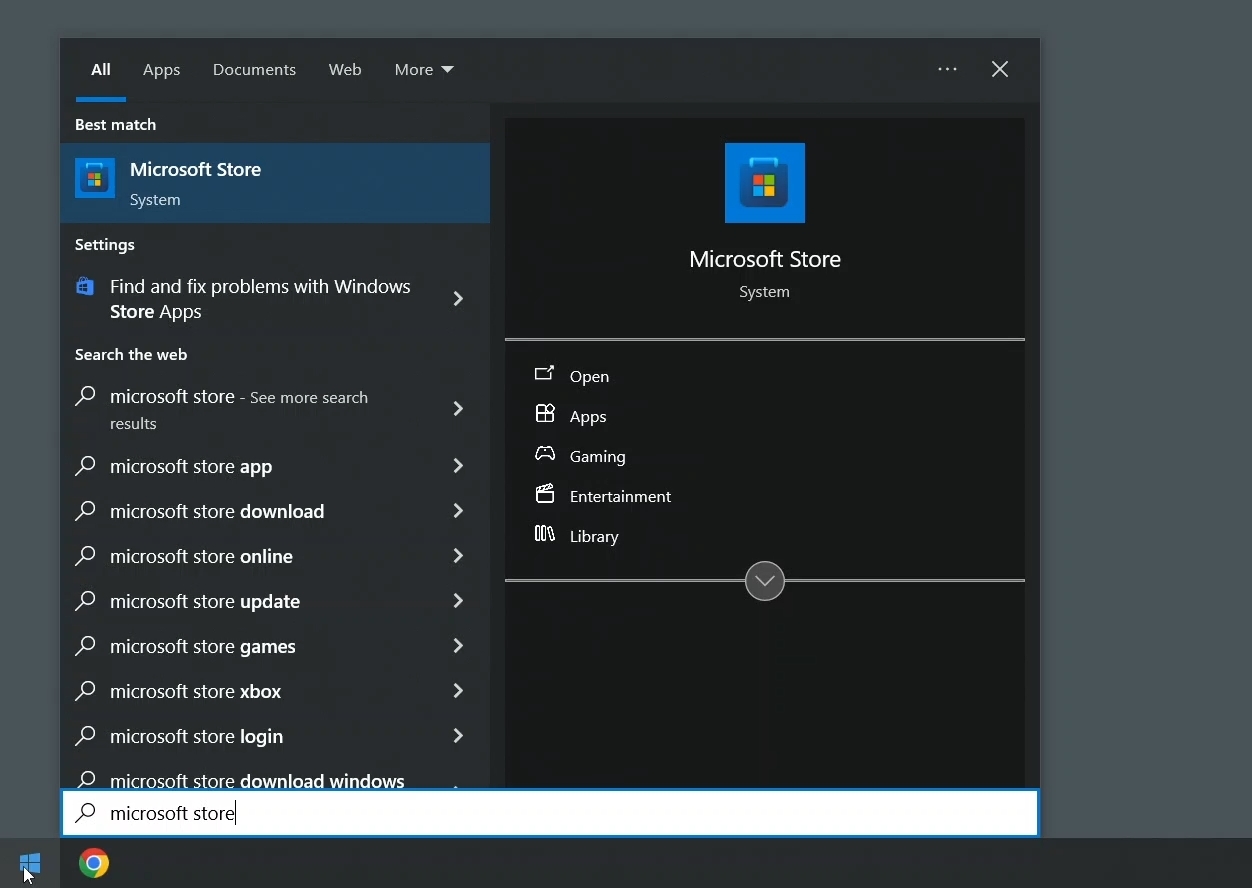 All Apps Documents Web More
Best match
Microsoft Store
System
Settings
Find and fix problems with Windows
Store Apps
Search the web
microsoft store - See more search
results
microsoft store app
microsoft store download
microsoft store online
microsoft store update
microsoft store games
microsoft store xbox
microsoft store login
microsoft store download windows
Microsoft Store
System
Open
Apps
Gaming
Entertainment
Library
microsoft store